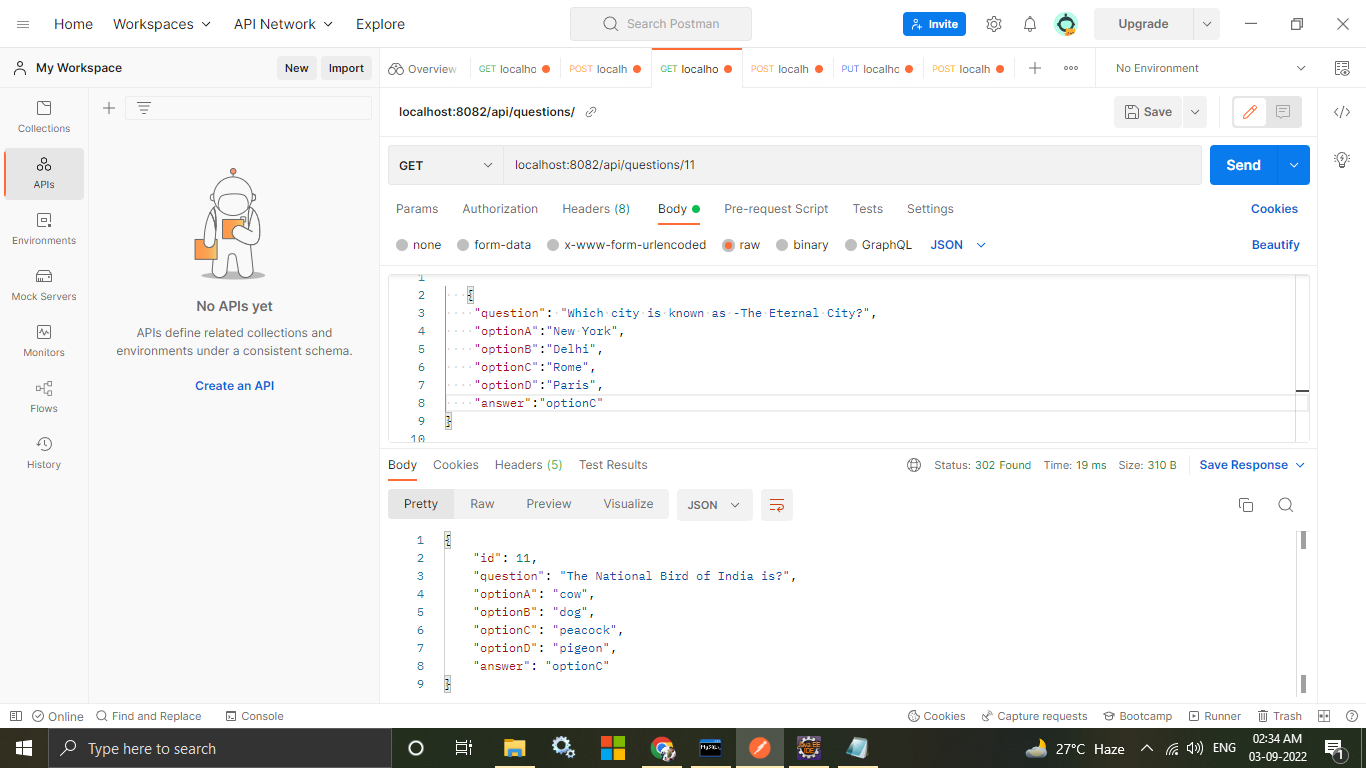 Home Workspaces API Network Explore Search Postman Invite Upgrade
My Workspace New Import Overview GET localho POST localh GET localho POST localh PUT localho POST localh No Environment
localhost:8082/api/questions/ Save
Collections
APIs
Environments
Mock Servers
Monitors
Flows
History
No APIs yet
APIs define related collections and
environments under a consistent schema.
Create an API
GET localhost:8082/api/questions/11 Send
Params Authorization Headers (8) Body Pre-request Script Tests Settings Cookies
none form-data x-www-form-urlencoded raw binary GraphQL JSON Beautify
1
2 {
3 "question": "Which city is known as -The Eternal City?",
4 "optionA":"New York",
5 "optionB":"Delhi",
6 "optionC":"Rome",
7 "optionD":"Paris",
8 "answer":"optionC"
9 }
10
Body Cookies Headers (5) Test Results Status: 302 Found Time: 19 ms Size: 310 B Save Response
Pretty Raw Preview Visualize JSON
1 {
2 "id": 11,
3 "question": "The National Bird of India is?",
4 "optionA": "cow",
5 "optionB": "dog",
6 "optionC": "peacock",
7 "optionD": "pigeon",
8 "answer": "optionC"
9 }
Online Find and Replace Console Cookies Capture requests Bootcamp Runner Trash
Type here to search MySQL Java EE IDE 27°C Haze ENG 02:34 AM
03-09-2022 1